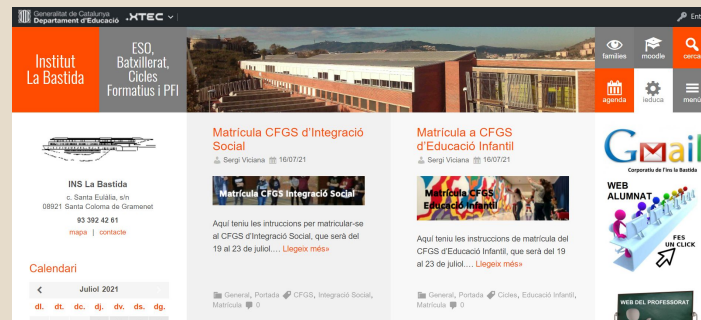 Generalitat de Catalunya
Departament d'Educació
XTEC
Ent
Institut
La Bastida
ESO,
Batxillerat,
Cicles
Formatius i PFI
families
moodle
cerca
agenda
ieduca
menú
INS La Bastida
c. Santa Eulàlia, s/n
08921 Santa Coloma de Gramenet
93 392 42 61
mapa | contacte
Calendari
Juliol 2021
dl. dt. dc. dj. dv. ds. dg.
Matrícula CFGS d'Integració
Social
Sergi Viciana 16/07/21
Matrícula CFGS Integració Social
Aquí teniu les intruccions per matricular-se
al CFGS d'Integració Social, que serà del
19 al 23 de juliol.… Llegeix més»
General, Portada CFGS, Integració Social,
Matrícula 0
Matrícula a CFGS
d'Educació Infantil
Sergi Viciana 16/07/21
Matrícula CFGS
Educació Infantil
Aquí teniu les instruccions de matrícula del
CFGS d'Educació Infantil, que serà del 19
al 23 de juliol.… Llegeix més»
General, Portada Cicles, Educació Infantil,
Matrícula 0
Gmail
Corporatiu de l'Ins la Bastida
WEB
ALUMNAT
FES
UN CLICK
WEB DEL PROFESSORAT